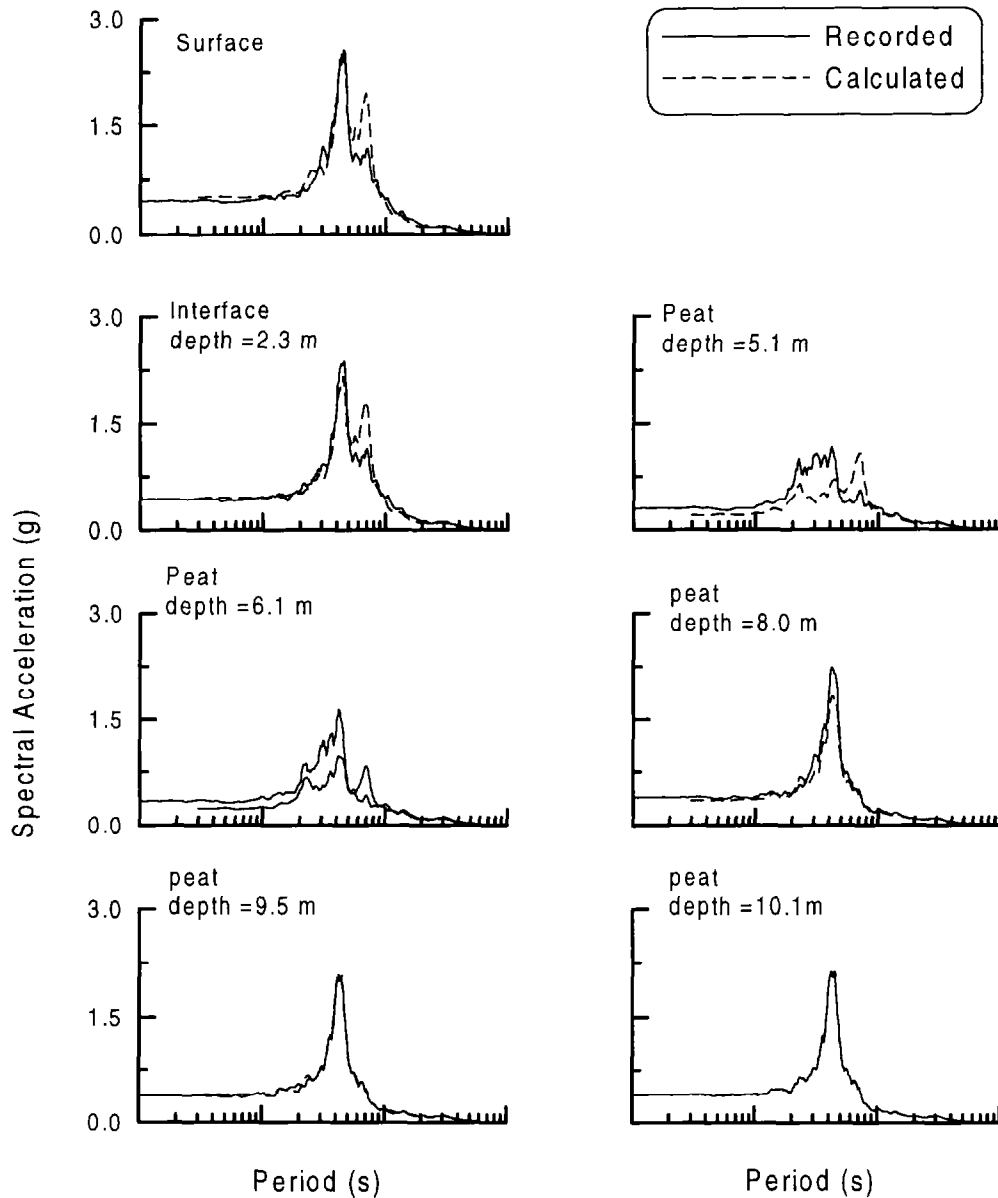 3.0
Surface
1.5
0.0
Recorded
Calculated
Interface
depth =2.3 m
3.0
1.5
0.0
Peat
depth =5.1 m
Peat
depth =6.1 m
3.0
1.5
0.0
peat
depth =8.0 m
peat
depth =9.5 m
3.0
1.5
0.0
peat
depth =10.1m
Spectral Acceleration (g)
Period (s)
Period (s)